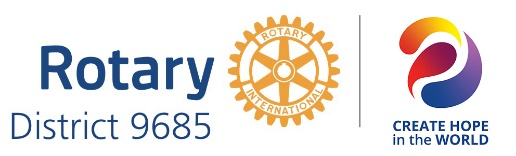 Rotary
District 9685
ROTARY
INTERNATIONAL
CREATE HOPE
in the WORLD